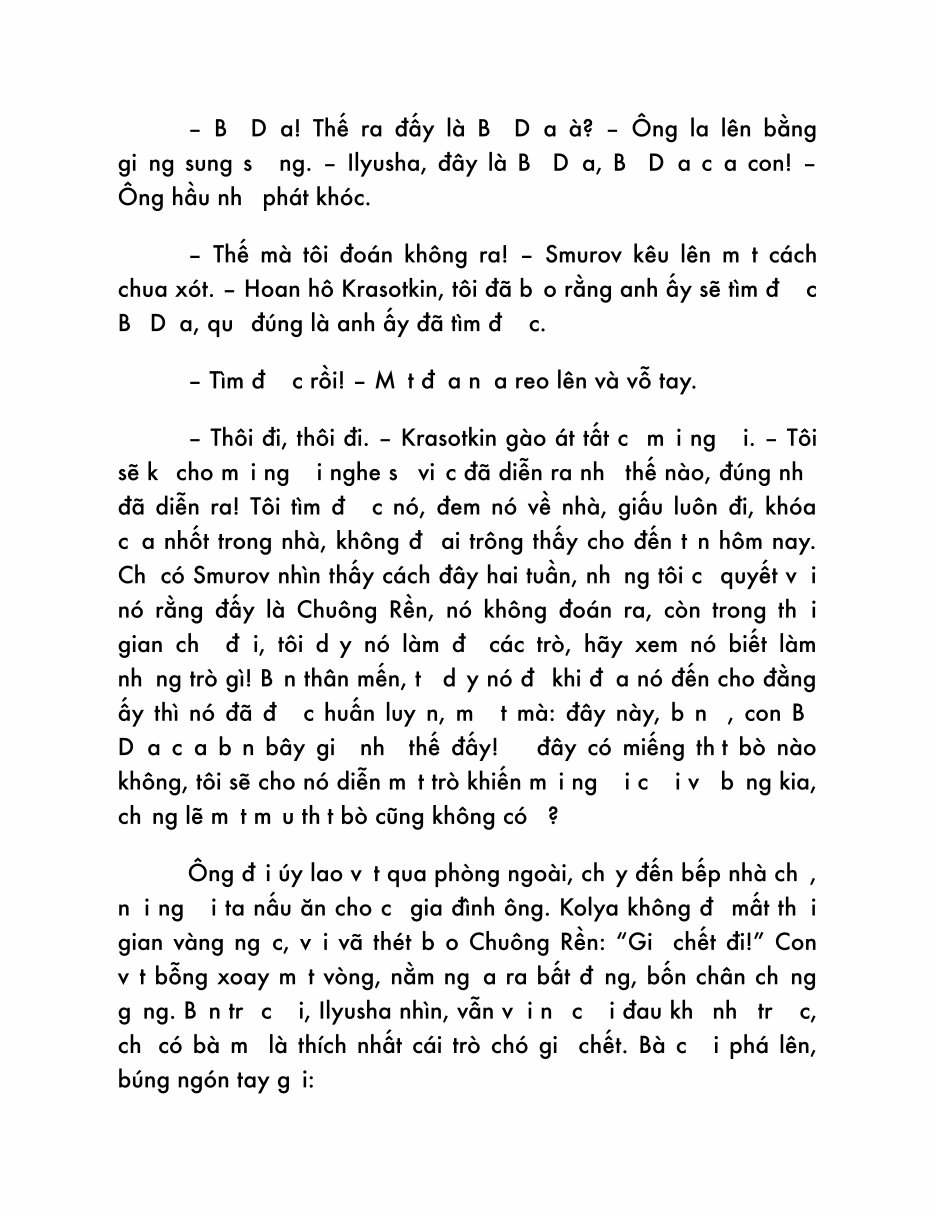 – B D a! Thế ra đấy là B D a à? – Ông la lên bằng
gi ng sung s ng. – Ilyusha, đây là B D a, B D a c a con! –
Ông hầu nh phát khóc.
– Thế mà tôi đoán không ra! – Smurov kêu lên m t cách
chua xót. – Hoan hô Krasotkin, tôi đã b o rằng anh ấy sẽ tìm đ c
B D a, qu đúng là anh ấy đã tìm đ c.
– Tìm đ c rồi! – M t đ a n a reo lên và vỗ tay.
– Thôi đi, thôi đi. – Krasotkin gào át tất c m i ng i. – Tôi
sẽ k cho m i ng i nghe s vi c đã diễn ra nh thế nào, đúng nh
đã diễn ra! Tôi tìm đ c nó, đem nó về nhà, giấu luôn đi, khóa
c a nhốt trong nhà, không đ ai trông thấy cho đến t n hôm nay.
Ch có Smurov nhìn thấy cách đây hai tuần, nh ng tôi c quyết v i
nó rằng đấy là Chuông Rền, nó không đoán ra, còn trong th i
gian ch đ i, tôi d y nó làm đ các trò, hãy xem nó biết làm
nh ng trò gì! B n thân mến, t d y nó đ khi đ a nó đến cho đằng
ấy thì nó đã đ c huấn luy n, m t mà: đây này, b n , con B
D a c a b n bây gi nh thế đấy! đây có miếng th t bò nào
không, tôi sẽ cho nó diễn m t trò khiến m i ng i c i v b ng kia,
ch ng lẽ m t m u th t bò cũng không có ?
Ông đ i úy lao v t qua phòng ngoài, ch y đến bếp nhà ch ,
n i ng i ta nấu ăn cho c gia đình ông. Kolya không đ mất th i
gian vàng ng c, v i vã thét b o Chuông Rền: “Gi chết đi!” Con
v t bỗng xoay m t vòng, nằm ng a ra bất đ ng, bốn chân ch ng
g ng. B n tr c i, Ilyusha nhìn, vẫn v i n c i đau kh nh tr c,
ch có bà m là thích nhất cái trò chó gi chết. Bà c i phá lên,
búng ngón tay g i: